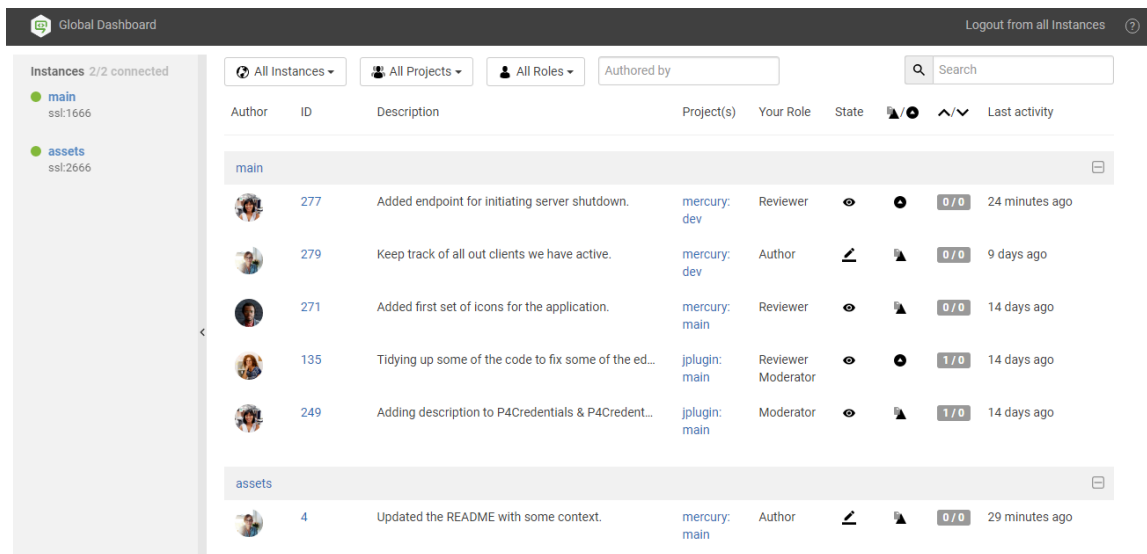 Global Dashboard
Logout from all Instances
Instances 2/2 connected
main
ssl:1666
assets
ssl:2666
All Instances
All Projects
All Roles
Authored by
Search
Author ID Description Project(s) Your Role State / / Last activity
main
277 Added endpoint for initiating server shutdown. mercury: Reviewer 0 / 0 24 minutes ago
dev
279 Keep track of all out clients we have active. mercury: Author 0 / 0 9 days ago
dev
271 Added first set of icons for the application. mercury: Reviewer 0 / 0 14 days ago
main
135 Tidying up some of the code to fix some of the ed... jplugin: Reviewer 1 / 0 14 days ago
main Moderator
249 Adding description to P4Credentials & P4Credent... jplugin: Moderator 1 / 0 14 days ago
main
assets
4 Updated the README with some context. mercury: Author 0 / 0 29 minutes ago
main